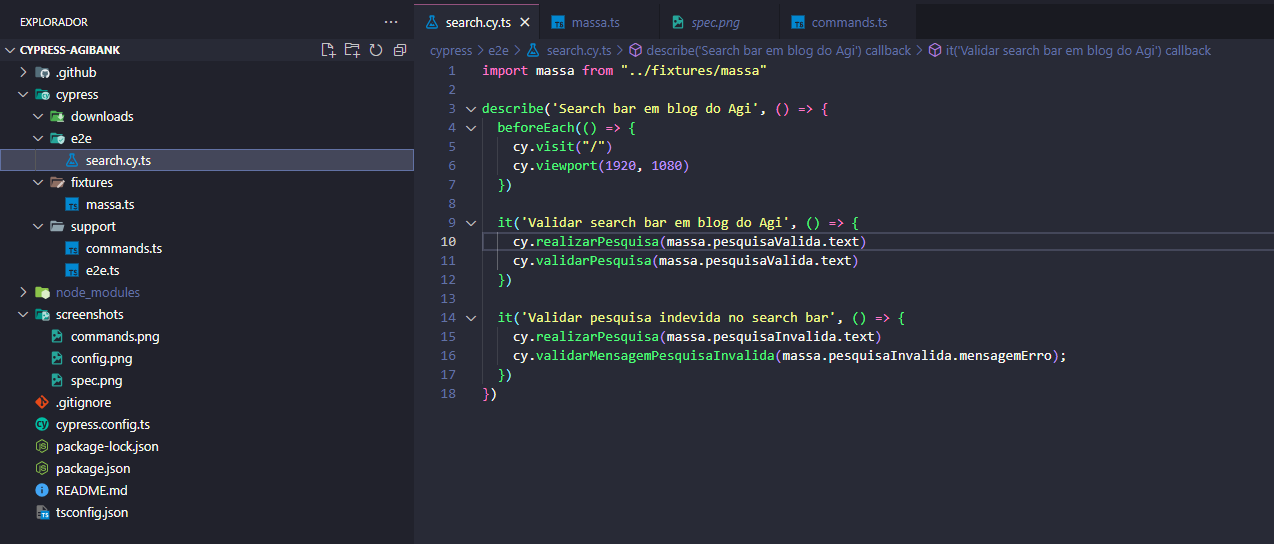 EXPLORADOR
CYPRESS-AGIBANK
.github
cypress
downloads
e2e
search.cy.ts
fixtures
massa.ts
support
commands.ts
e2e.ts
node_modules
screenshots
commands.png
config.png
spec.png
.gitignore
cypress.config.ts
package-lock.json
package.json
README.md
tsconfig.json
search.cy.ts massa.ts spec.png commands.ts
cypress > e2e > search.cy.ts > describe('Search bar em blog do Agi') callback > it('Validar search bar em blog do Agi') callback
1 import massa from "../fixtures/massa"
2
3 describe('Search bar em blog do Agi', () => {
4 beforeEach(() => {
5 cy.visit("/")
6 cy.viewport(1920, 1080)
7 })
8
9 it('Validar search bar em blog do Agi', () => {
10 cy.realizarPesquisa(massa.pesquisaValida.text)
11 cy.validarPesquisa(massa.pesquisaValida.text)
12 })
13
14 it('Validar pesquisa indevida no search bar', () => {
15 cy.realizarPesquisa(massa.pesquisaInvalida.text)
16 cy.validarMensagemPesquisaInvalida(massa.pesquisaInvalida.mensagemErro);
17 })
18 })